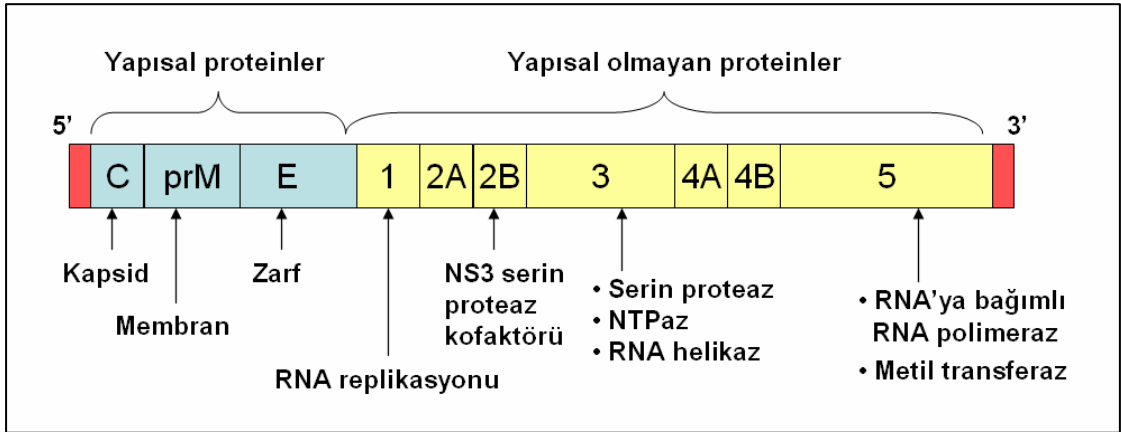 Yapısal proteinler
Yapısal olmayan proteinler
5’
3’
C
prM
E
1
2A
2B
3
4A
4B
5
Kapsid
Membran
Zarf
RNA replikasyonu
NS3 serin
proteaz
kofaktörü
• Serin proteaz
• NTPaz
• RNA helikaz
• RNA’ya bağımlı
RNA polimeraz
• Metil transferaz